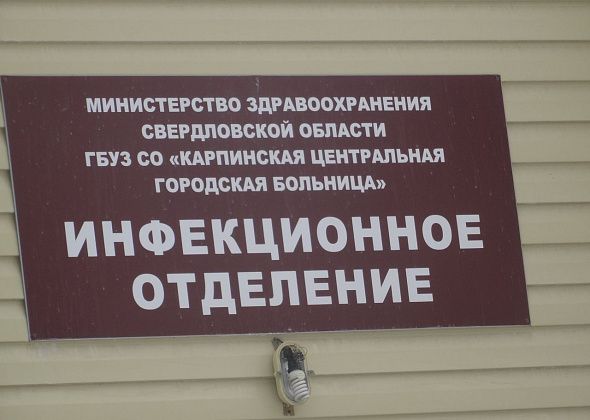 МИНИСТЕРСТВО ЗДРАВООХРАНЕНИЯ
СВЕРДЛОВСКОЙ ОБЛАСТИ
ГБУЗ СО «КАРПИНСКАЯ ЦЕНТРАЛЬНАЯ
ГОРОДСКАЯ БОЛЬНИЦА»
ИНФЕКЦИОННОЕ
ОТДЕЛЕНИЕ